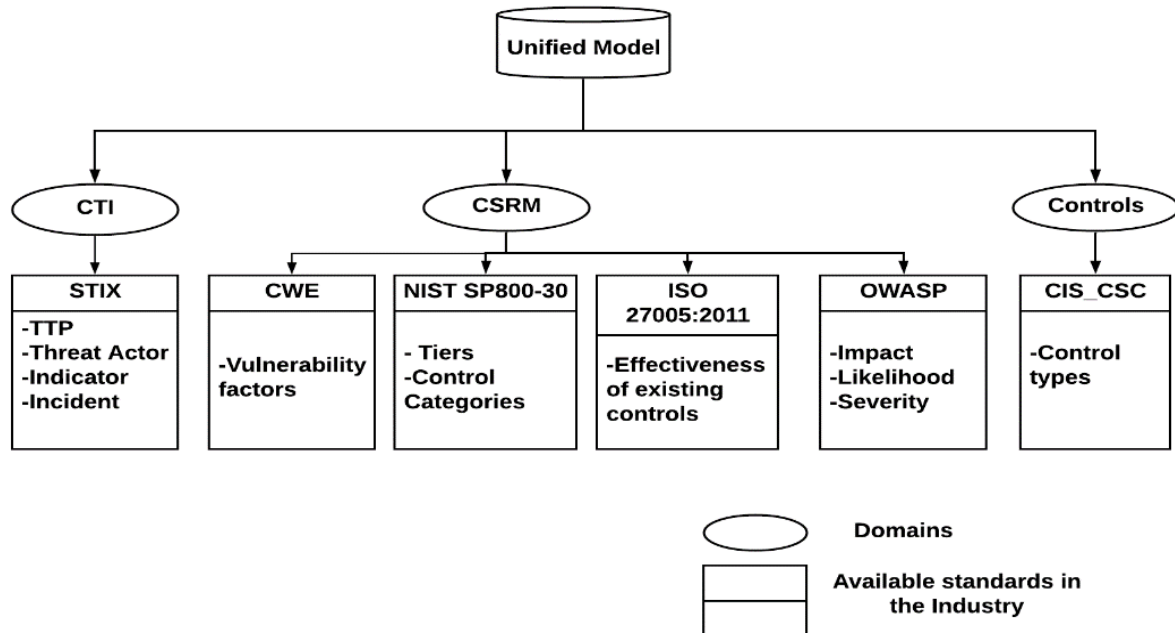 Unified Model
CTI
CSRM
Controls
STIX
-TTP
-Threat Actor
-Indicator
-Incident
CWE
-Vulnerability
factors
NIST SP800-30
- Tiers
-Control
Categories
ISO
27005:2011
-Effectiveness
of existing
controls
OWASP
-Impact
-Likelihood
-Severity
CIS_CSC
-Control
types
Domains
Available standards in
the Industry